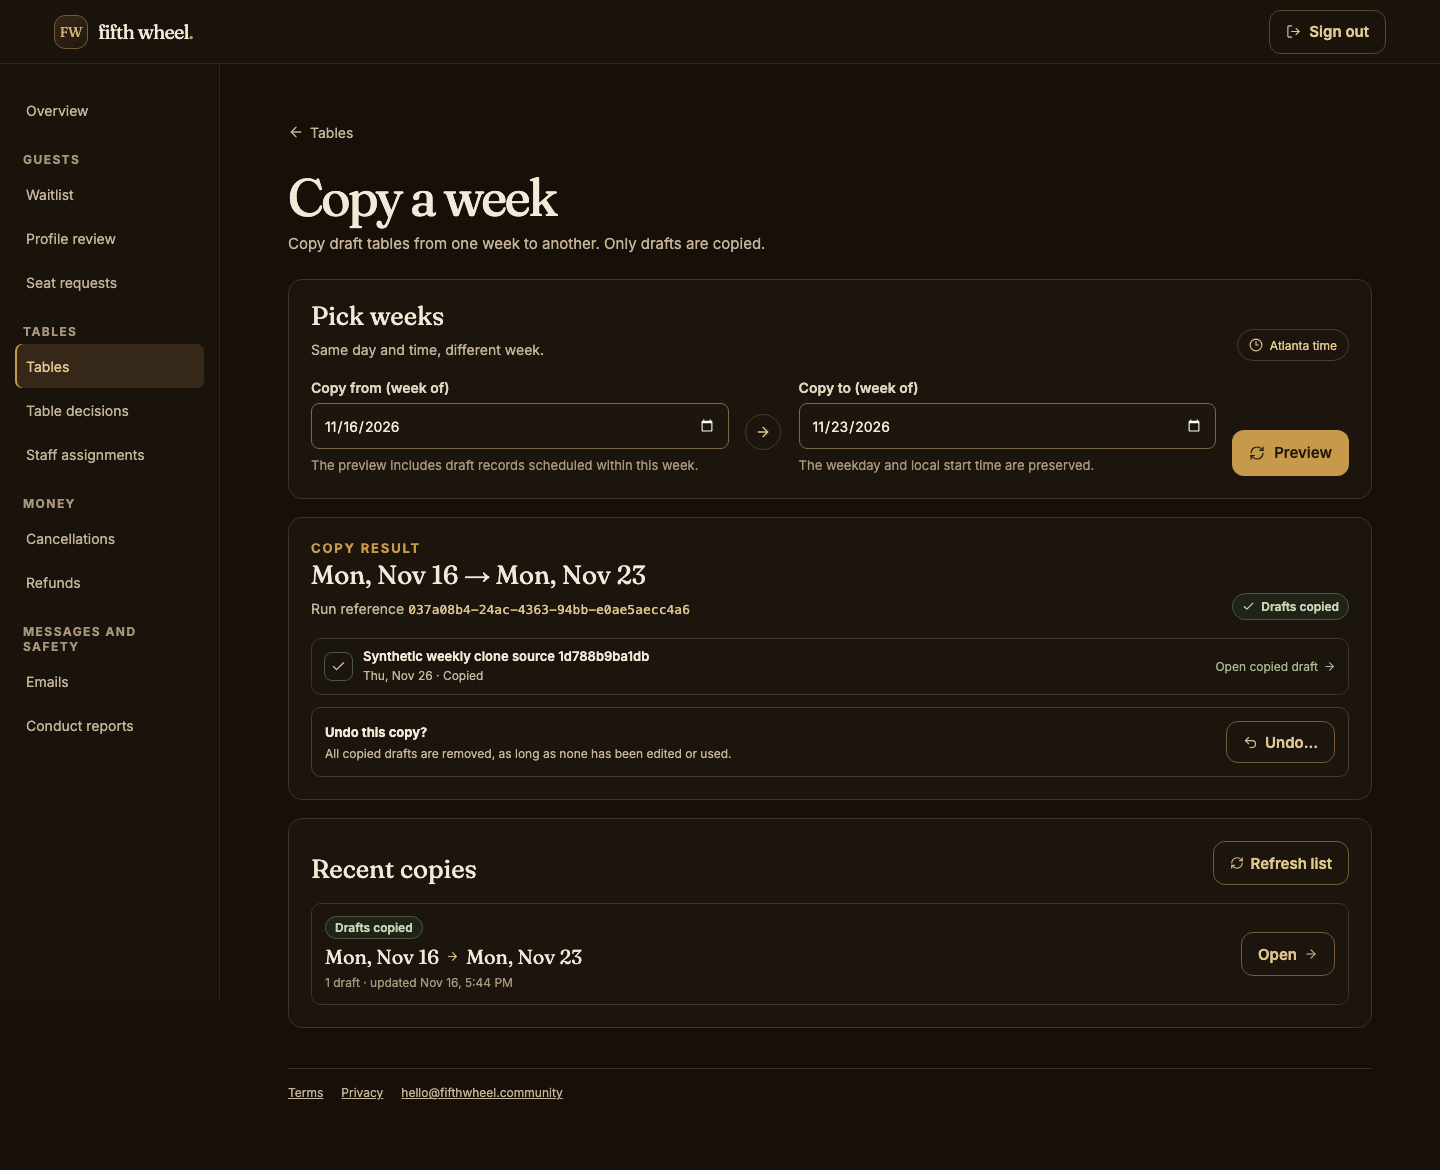 FW fifth wheel.
Sign out
Overview
GUESTS
Waitlist
Profile review
Seat requests
TABLES
Tables
Table decisions
Staff assignments
MONEY
Cancellations
Refunds
MESSAGES AND
SAFETY
Emails
Conduct reports
← Tables
Copy a week
Copy draft tables from one week to another. Only drafts are copied.
Pick weeks
Same day and time, different week.
Atlanta time
Copy from (week of)
11/16/2026
The preview includes draft records scheduled within this week.
→
Copy to (week of)
11/23/2026
The weekday and local start time are preserved.
Preview
COPY RESULT
Mon, Nov 16 → Mon, Nov 23
Run reference 037a08b4-24ac-4363-94bb-e0ae5aecc4a6
Drafts copied
Synthetic weekly clone source 1d788b9ba1db
Thu, Nov 26 · Copied
Open copied draft →
Undo this copy?
All copied drafts are removed, as long as none has been edited or used.
Undo...
Recent copies
Refresh list
Drafts copied
Mon, Nov 16 → Mon, Nov 23
1 draft · updated Nov 16, 5:44 PM
Open →
Terms Privacy hello@fifthwheel.community